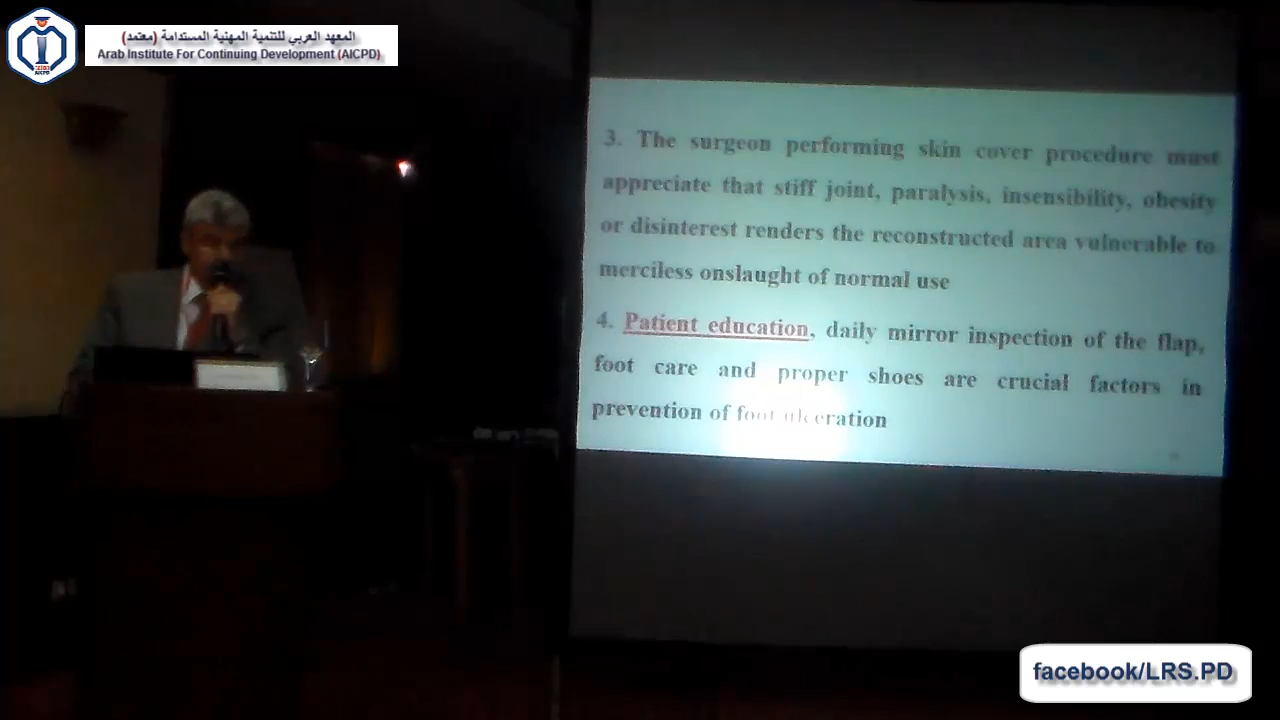 المعهد العربي للتنمية المهنية المستدامة (معتمد)
Arab Institute For Continuing Development (AICPD)
AICPD
3. The surgeon performing skin cover procedure must
appreciate that stiff joint, paralysis, insensibility, obesity
or disinterest renders the reconstructed area vulnerable to
merciless onslaught of normal use
4. Patient education, daily mirror inspection of the flap,
foot care and proper shoes are crucial factors in
prevention of foot ulceration
facebook/LRS.PD